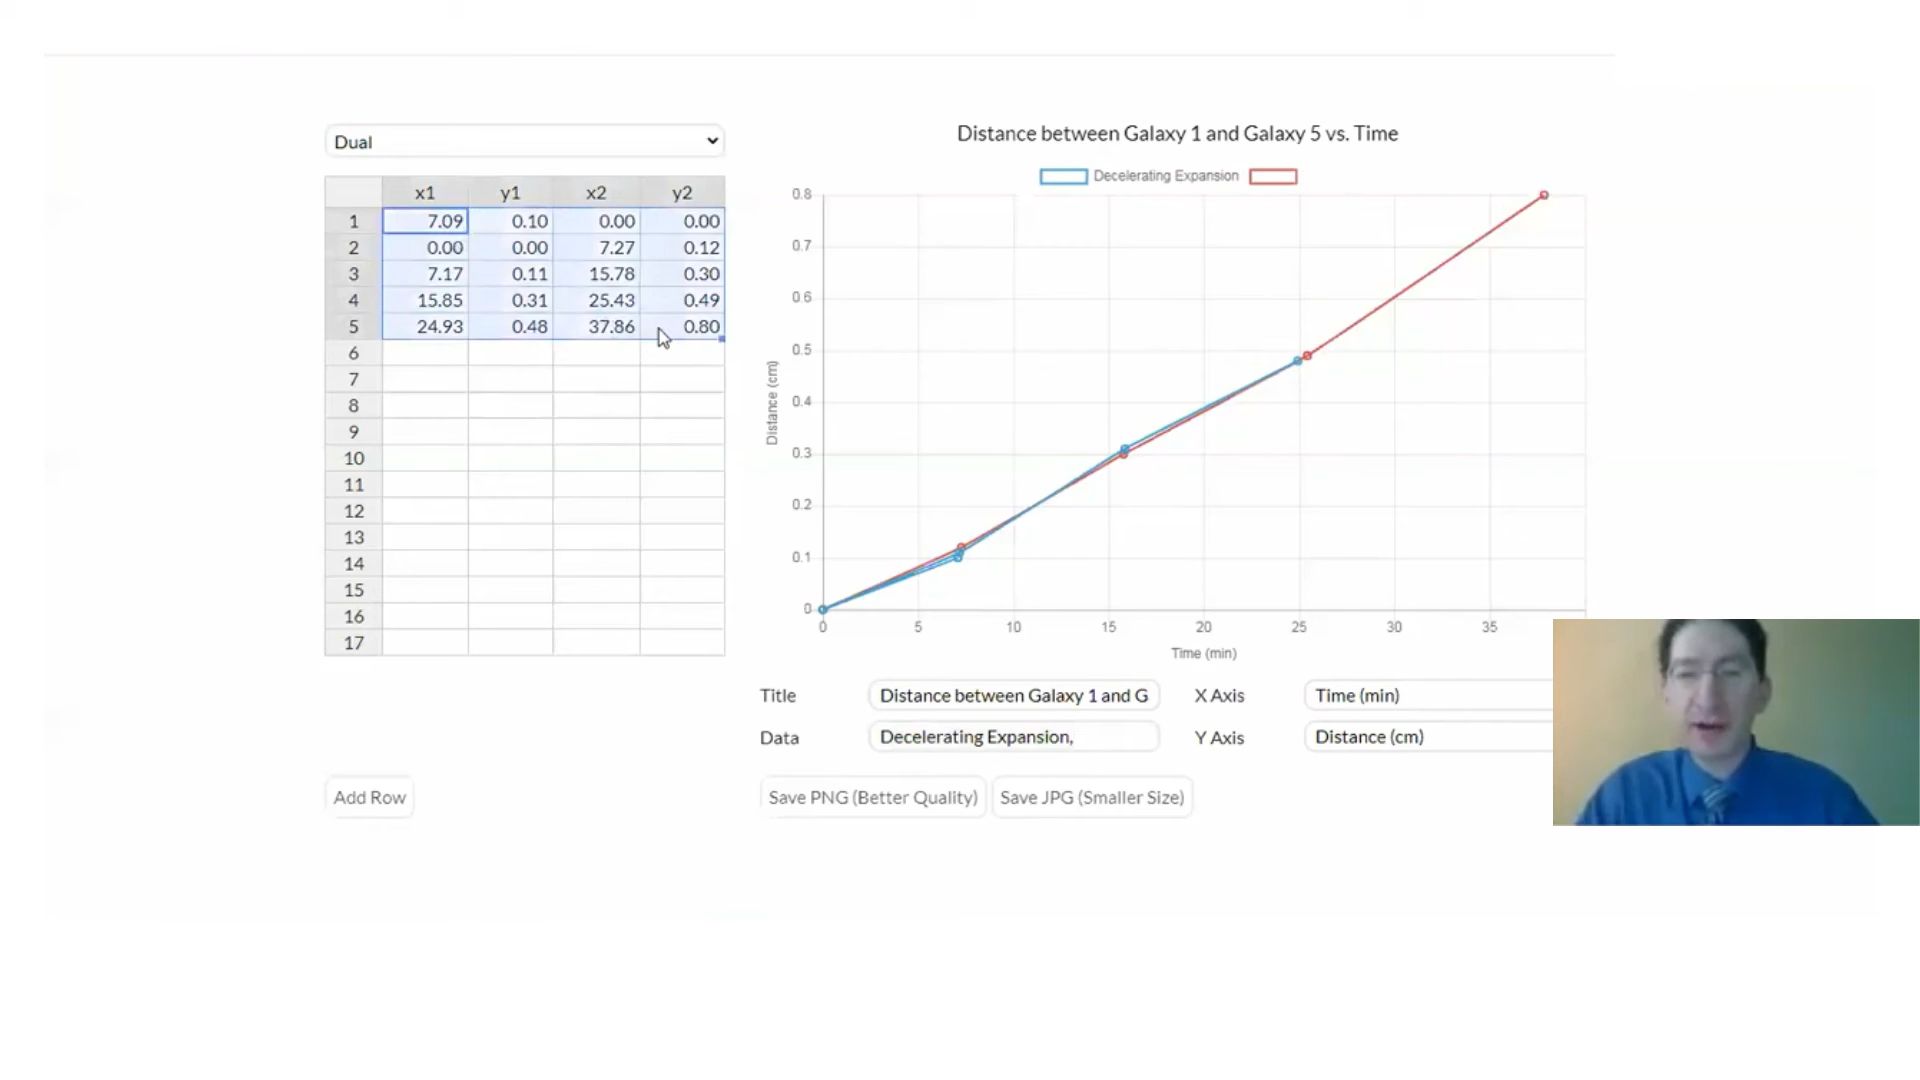 Dual
x1 y1 x2 y2
1 7.09 0.10 0.00 0.00
2 0.00 0.00 7.27 0.12
3 7.17 0.11 15.78 0.30
4 15.85 0.31 25.43 0.49
5 24.93 0.48 37.86 0.80
6
7
8
9
10
11
12
13
14
15
16
17
Add Row
Distance between Galaxy 1 and Galaxy 5 vs. Time
Decelerating Expansion
0.8
0.7
0.6
0.5
0.4
0.3
0.2
0.1
0
Distance (cm)
0 5 10 15 20 25 30 35
Time (min)
Title Distance between Galaxy 1 and G X Axis Time (min)
Data Decelerating Expansion, Y Axis Distance (cm)
Save PNG (Better Quality) Save JPG (Smaller Size)